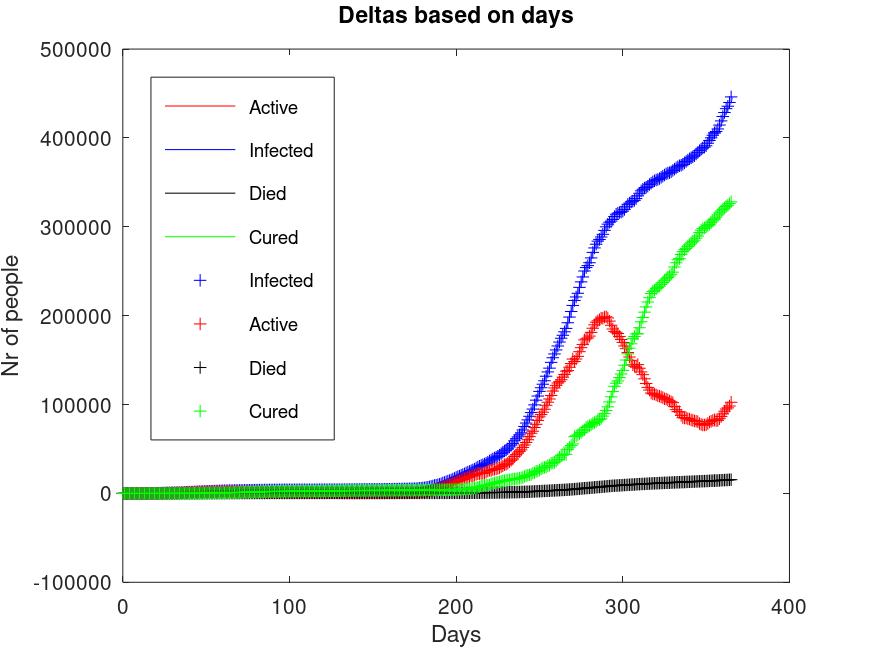 Deltas based on days
500000
400000
300000
200000
100000
0
-100000
Nr of people
Active
Infected
Died
Cured
Infected
Active
Died
Cured
0 100 200 300 400
Days